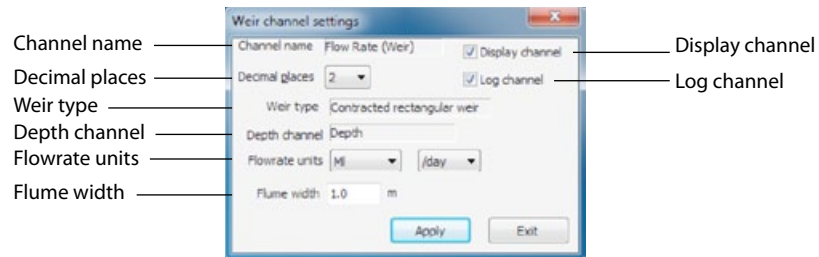 Weir channel settings
Channel name
Channel name Flow Rate (Weir)
Display channel
Display channel
Decimal places
Decimal places 2
Log channel
Log channel
Weir type
Weir type Contracted rectangular weir
Depth channel
Depth channel Depth
Flowrate units
Flowrate units Ml /day
Flume width
Flume width 1.0 m
Apply Exit